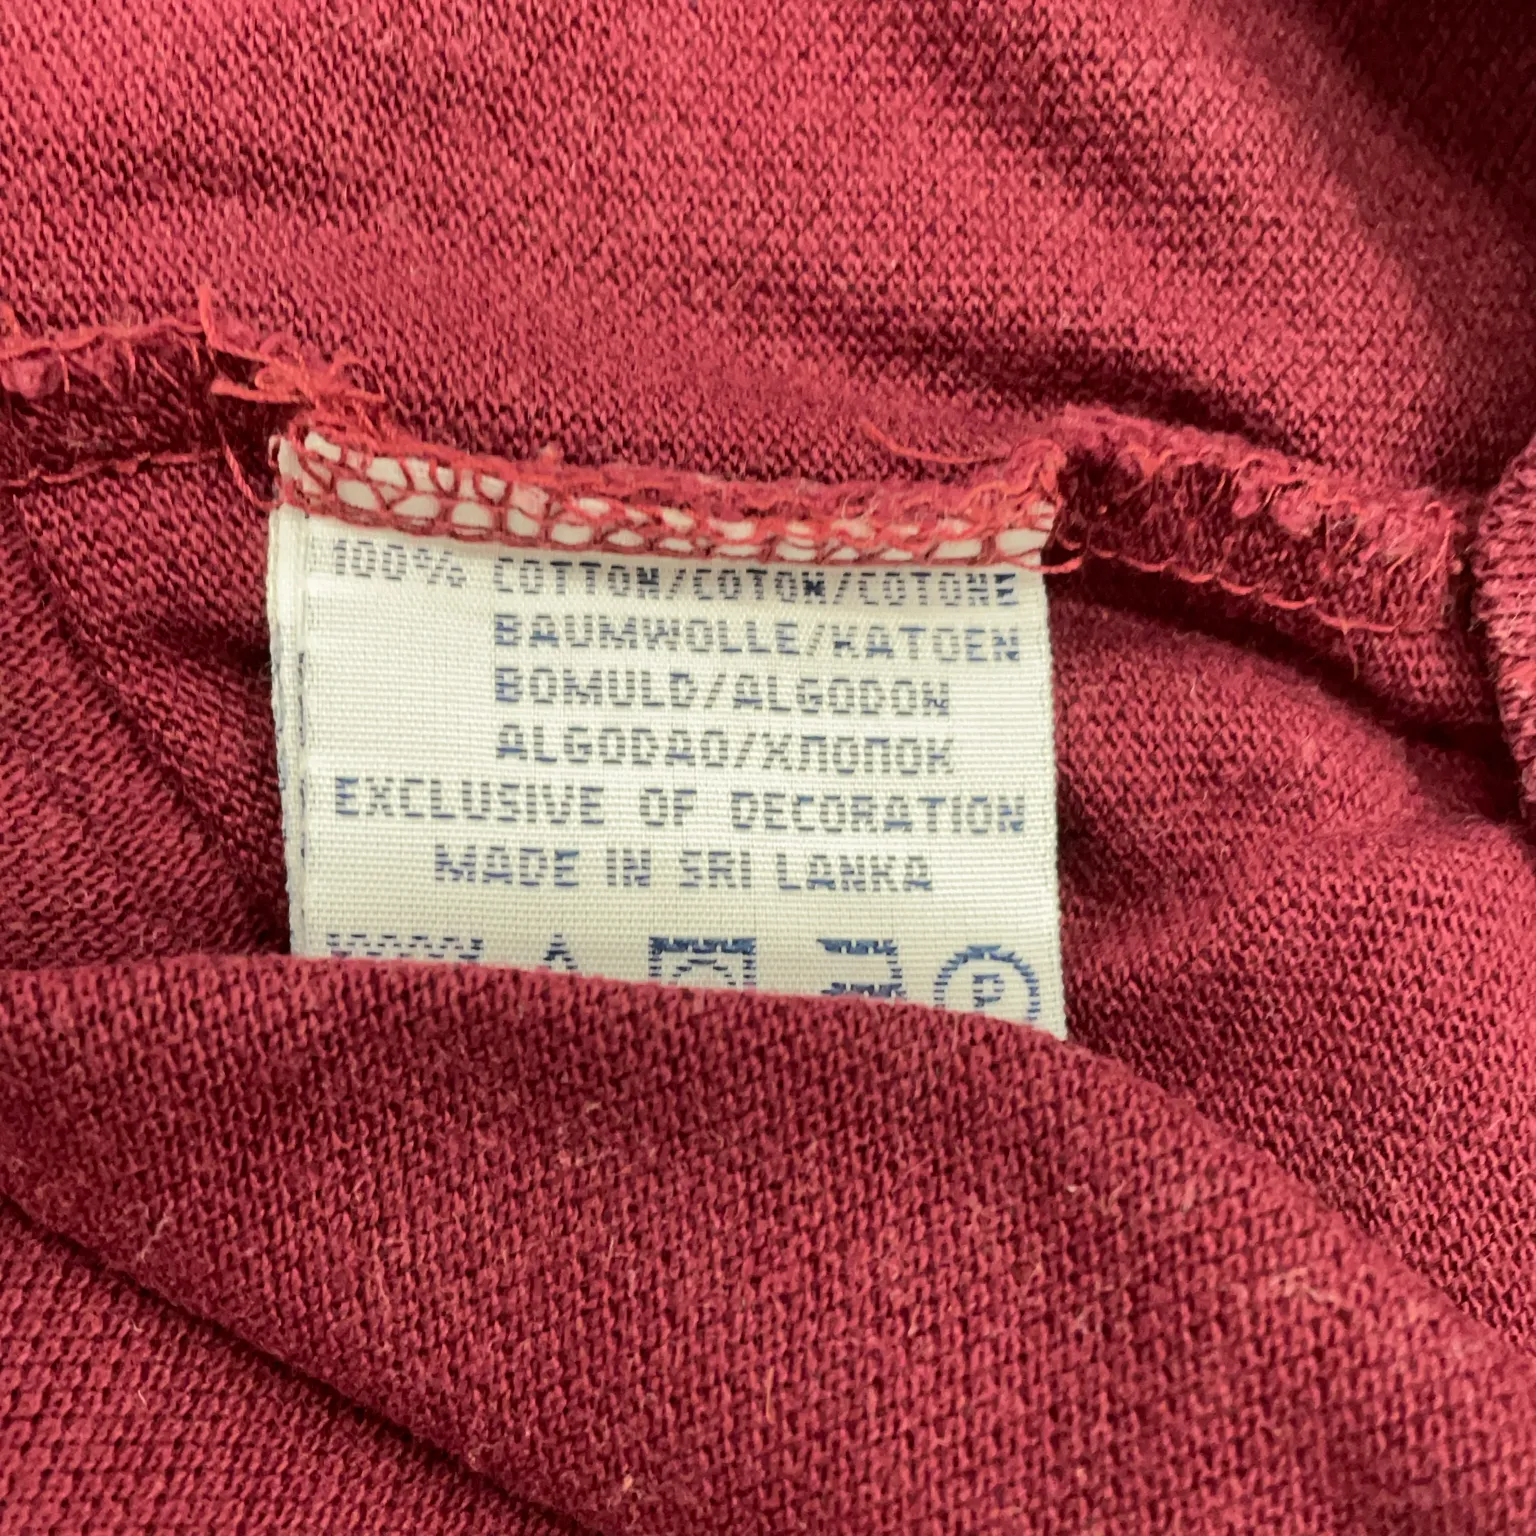 100% COTTON/COTON/COTONE
BAUMWOLLE/KATOEN
BOMULD/ALGODON
ALGODAO/ХЛОПОК
EXCLUSIVE OF DECORATION
MADE IN SRI LANKA
P